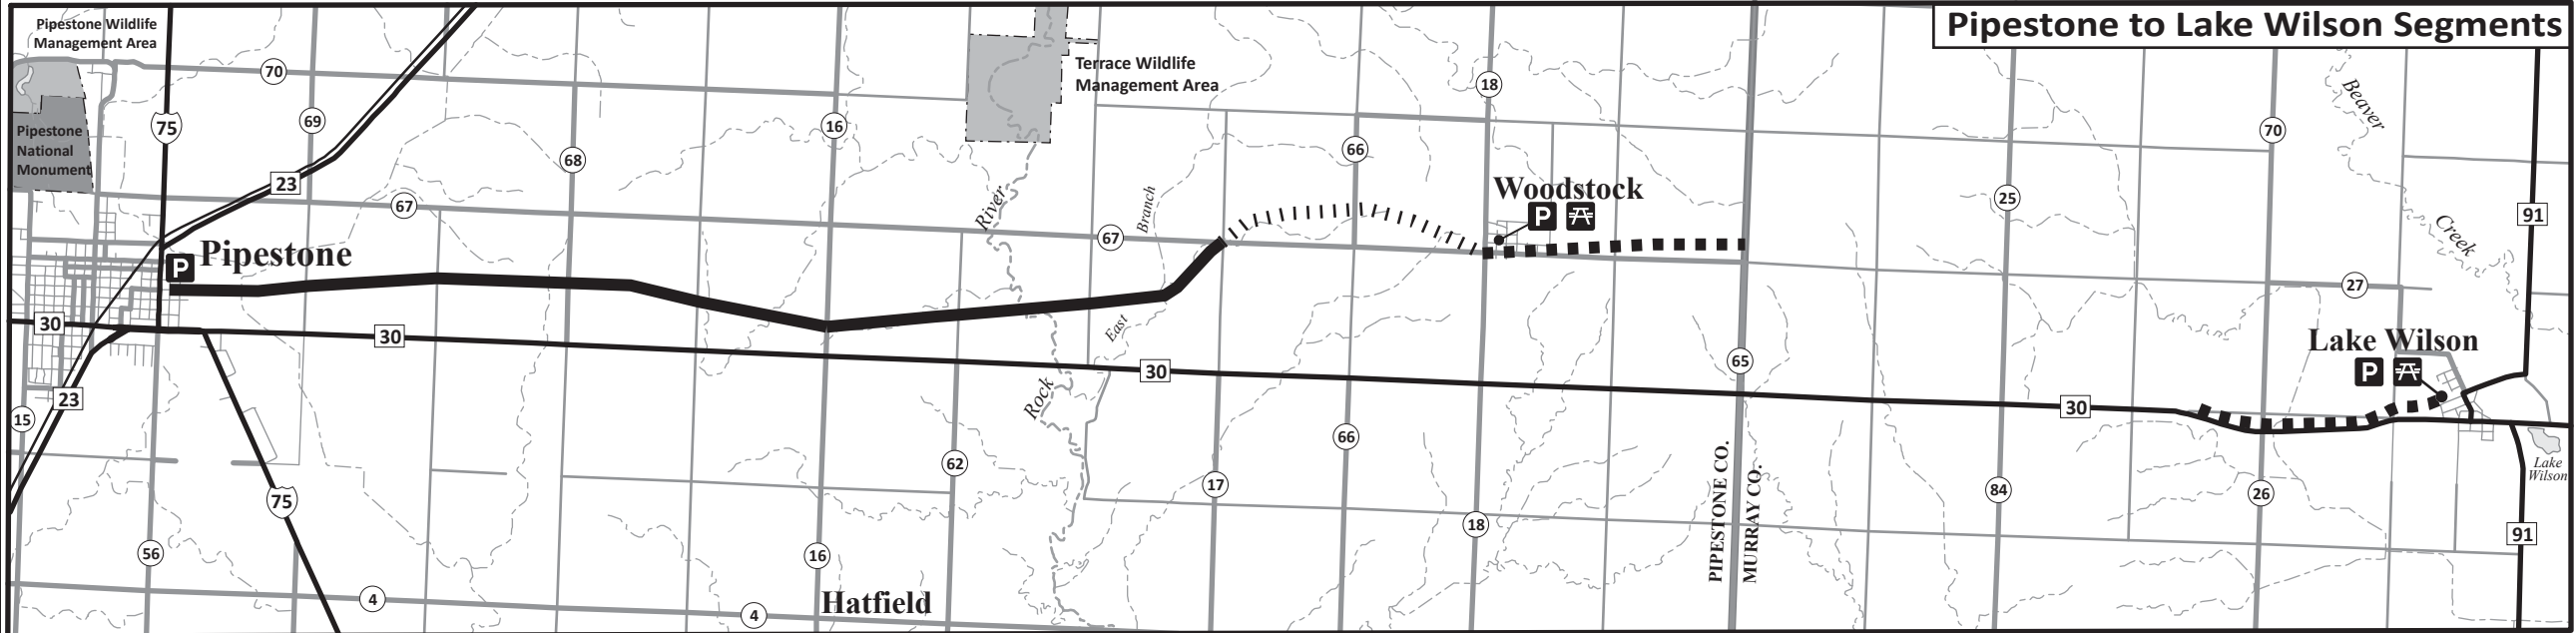 Pipestone to Lake Wilson Segments
Pipestone Wildlife
Management Area
Pipestone
National
Monument
75
70
69
23
67
68
16
Terrace Wildlife
Management Area
River
Branch
67
66
18
Woodstock
P
25
70
Beaver
Creek
91
27
P
Pipestone
30
30
23
15
East
Rock
30
65
30
Lake Wilson
P
Lake
Wilson
75
56
16
62
17
66
18
PIPESTONE CO.
MURRAY CO.
84
26
91
4
4
Hatfield